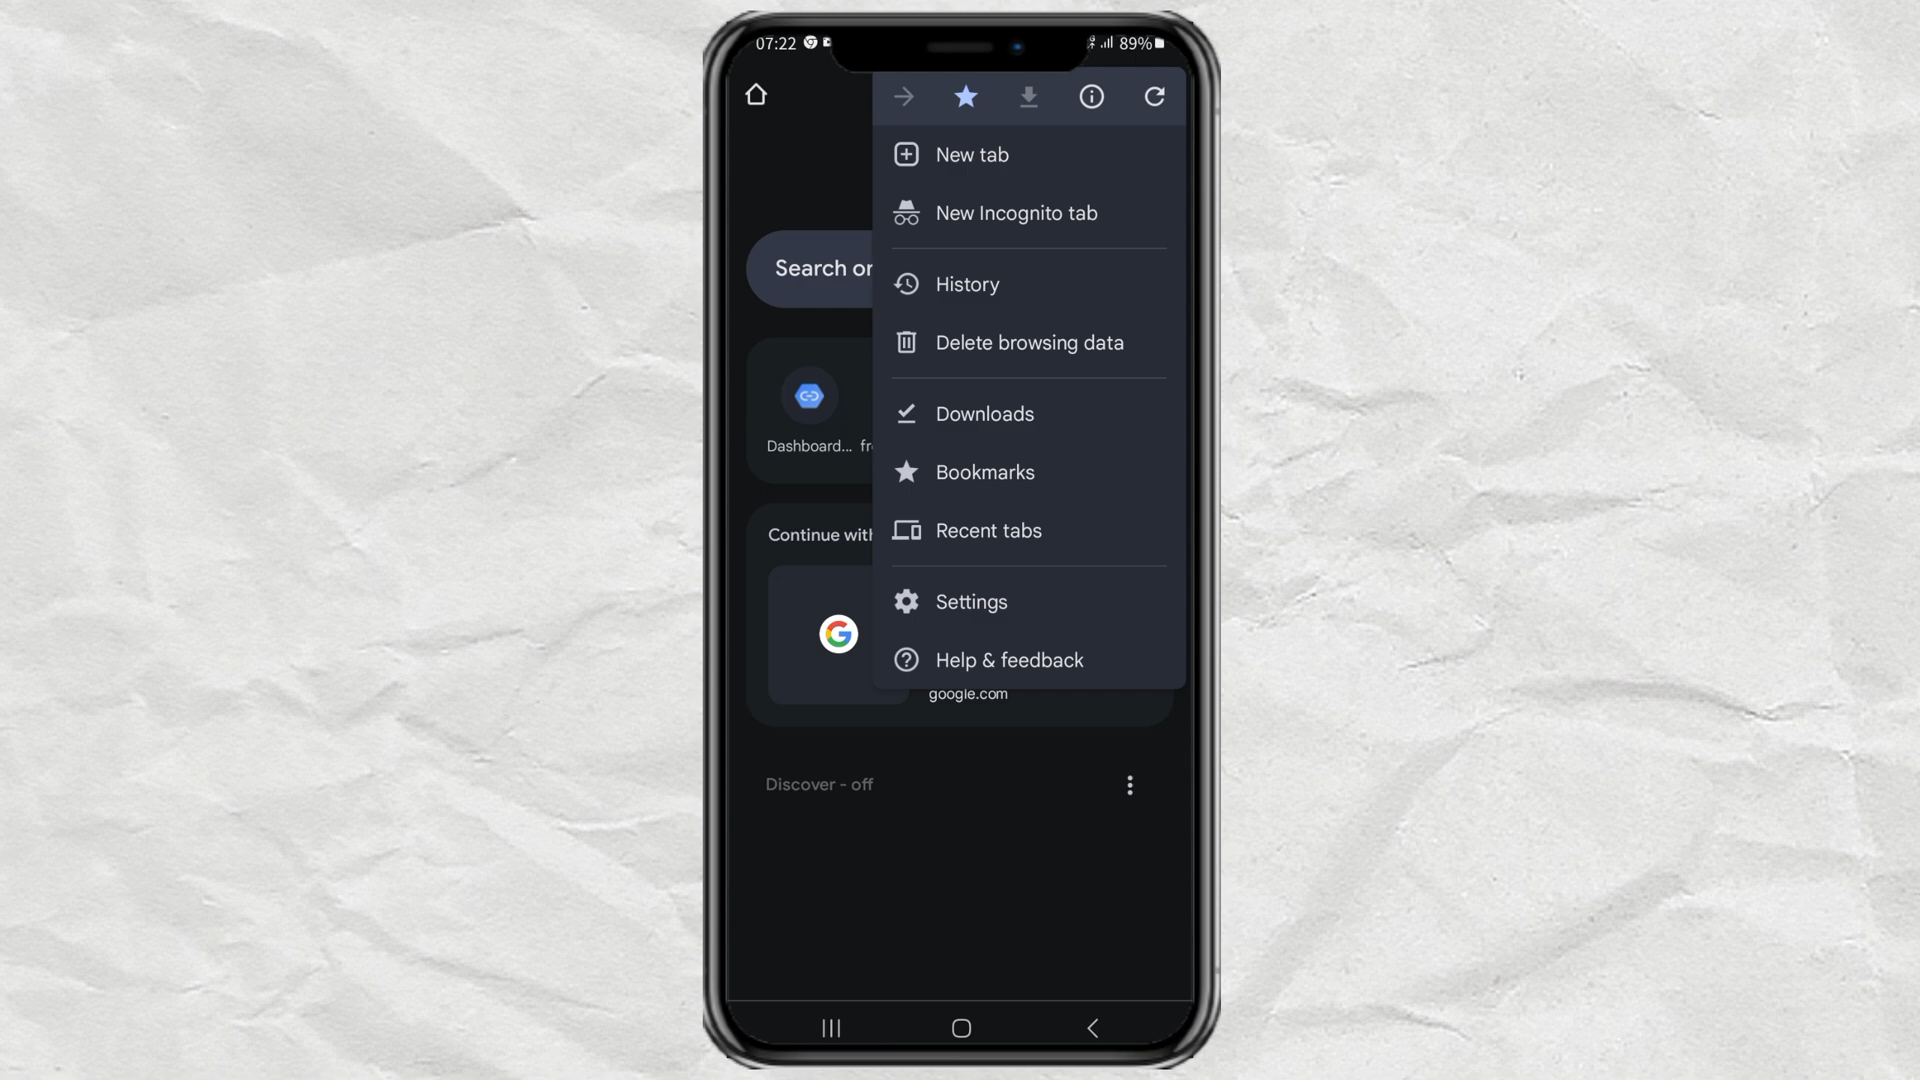 07:22
89%
New tab
New Incognito tab
Search or
History
Delete browsing data
Downloads
Dashboard...
Bookmarks
Continue with
Recent tabs
Settings
Help & feedback
google.com
Discover - off